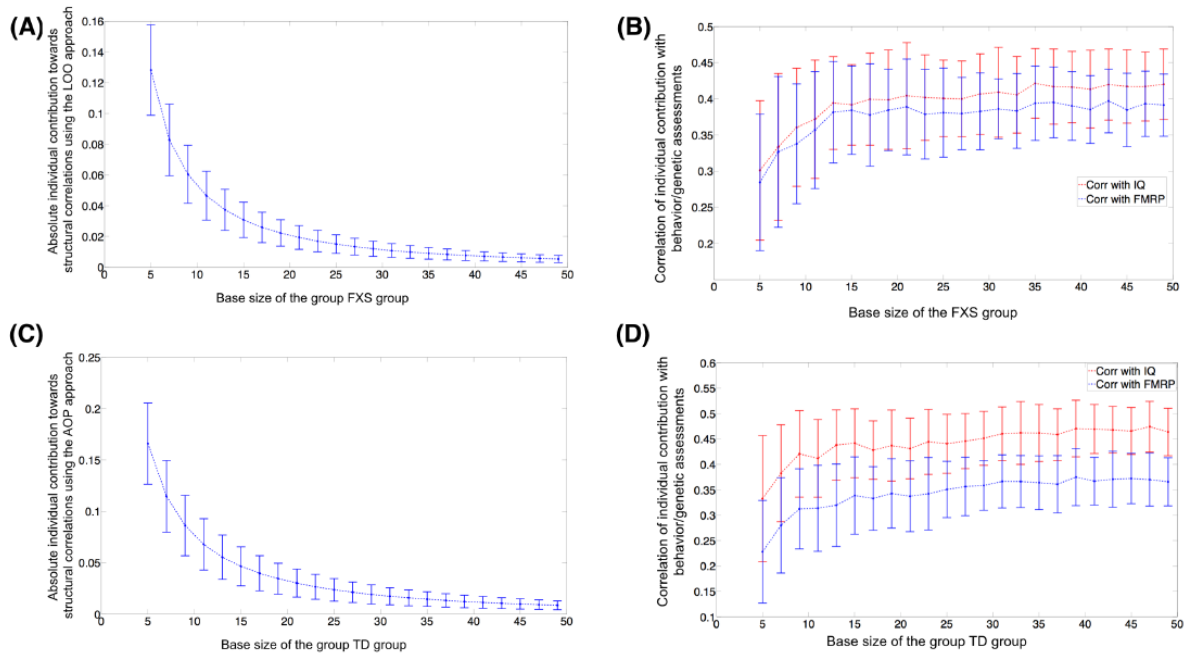 (A)
Absolute individual contribution towards
structural correlations using the LOO approach
0.16
0.14
0.12
0.1
0.08
0.06
0.04
0.02
0
0 5 10 15 20 25 30 35 40 45 50
Base size of the group FXS group
(B)
Correlation of individual contribution with
behavior/genetic assessments
0.5
0.45
0.4
0.35
0.3
0.25
0.2
Corr with IQ
Corr with FMRP
0 5 10 15 20 25 30 35 40 45 50
Base size of the FXS group
(C)
Absolute individual contribution towards
structural correlations using the AOP approach
0.25
0.2
0.15
0.1
0.05
0
0 5 10 15 20 25 30 35 40 45 50
Base size of the group TD group
(D)
Correlation of individual contribution with
behavior/genetic assessments
0.6
0.55
0.5
0.45
0.4
0.35
0.3
0.25
0.2
0.15
0.1
Corr with IQ
Corr with FMRP
0 5 10 15 20 25 30 35 40 45 50
Base size of the group TD group